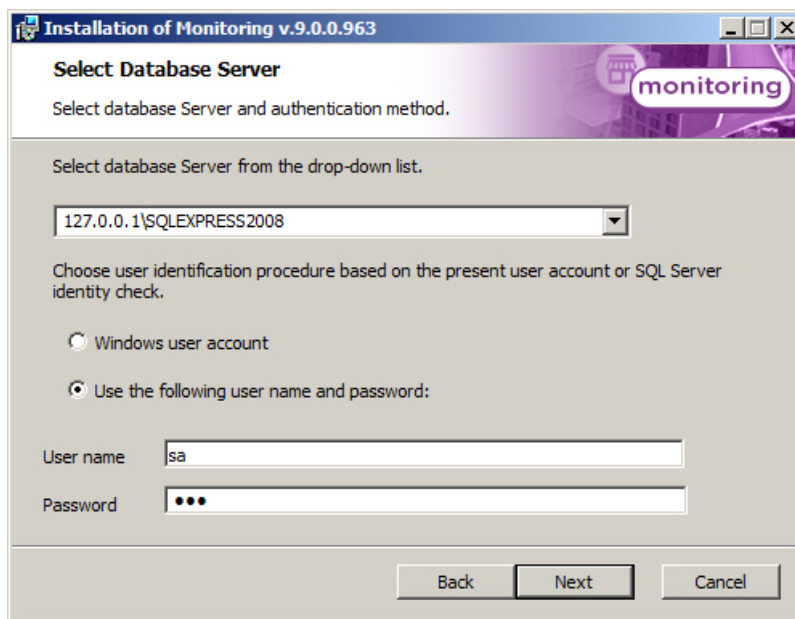 Installation of Monitoring v.9.0.0.963
Select Database Server
Select database Server and authentication method.
monitoring
Select database Server from the drop-down list.
127.0.0.1\SQLEXPRESS2008
Choose user identification procedure based on the present user account or SQL Server
identity check.
Windows user account
Use the following user name and password:
User name sa
Password •••
Back Next Cancel